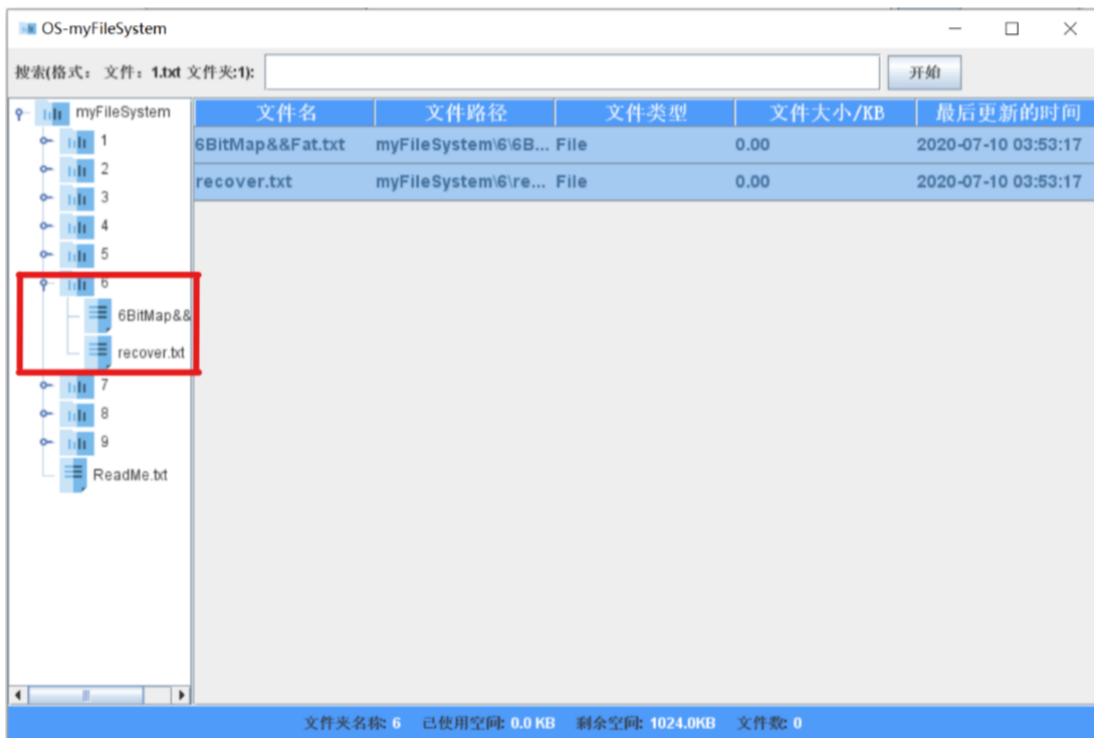 OS-myFileSystem
搜索(格式： 文件：1.txt 文件夹:1): 开始
myFileSystem
1
2
3
4
5
6
6BitMap&&
recover.txt
7
8
9
ReadMe.txt
文件名 文件路径 文件类型 文件大小/KB 最后更新的时间
6BitMap&&Fat.txt myFileSystem\6\6B... File 0.00 2020-07-10 03:53:17
recover.txt myFileSystem\6\re... File 0.00 2020-07-10 03:53:17
文件夹名称: 6 已使用空间: 0.0 KB 剩余空间: 1024.0KB 文件数: 0